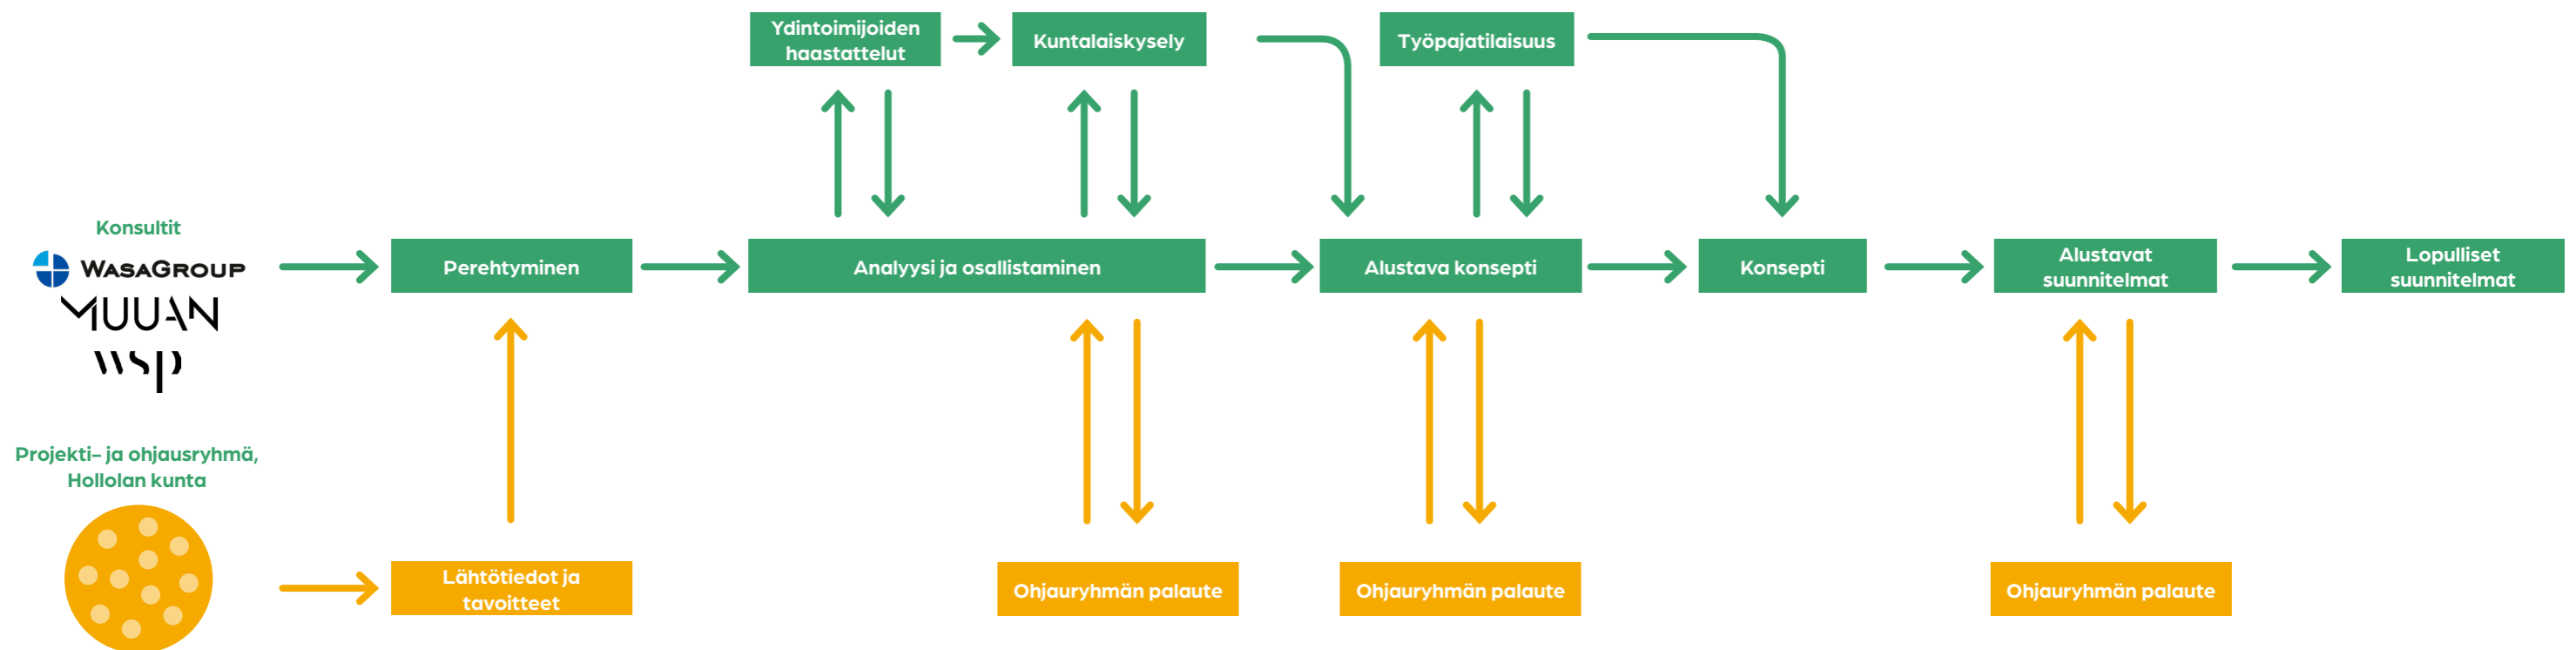 Ydintoimijoiden
haastattelut
Kuntalaiskysely
Työpajatilaisuus
Konsultit
WASAGROUP
MUUAN
wsp
Perehtyminen
Analyysi ja osallistaminen
Alustava konsepti
Konsepti
Alustavat
suunnitelmat
Lopulliset
suunnitelmat
Projekti- ja ohjausryhmä,
Hollolan kunta
Lähtötiedot ja
tavoitteet
Ohjauryhmän palaute
Ohjauryhmän palaute
Ohjauryhmän palaute